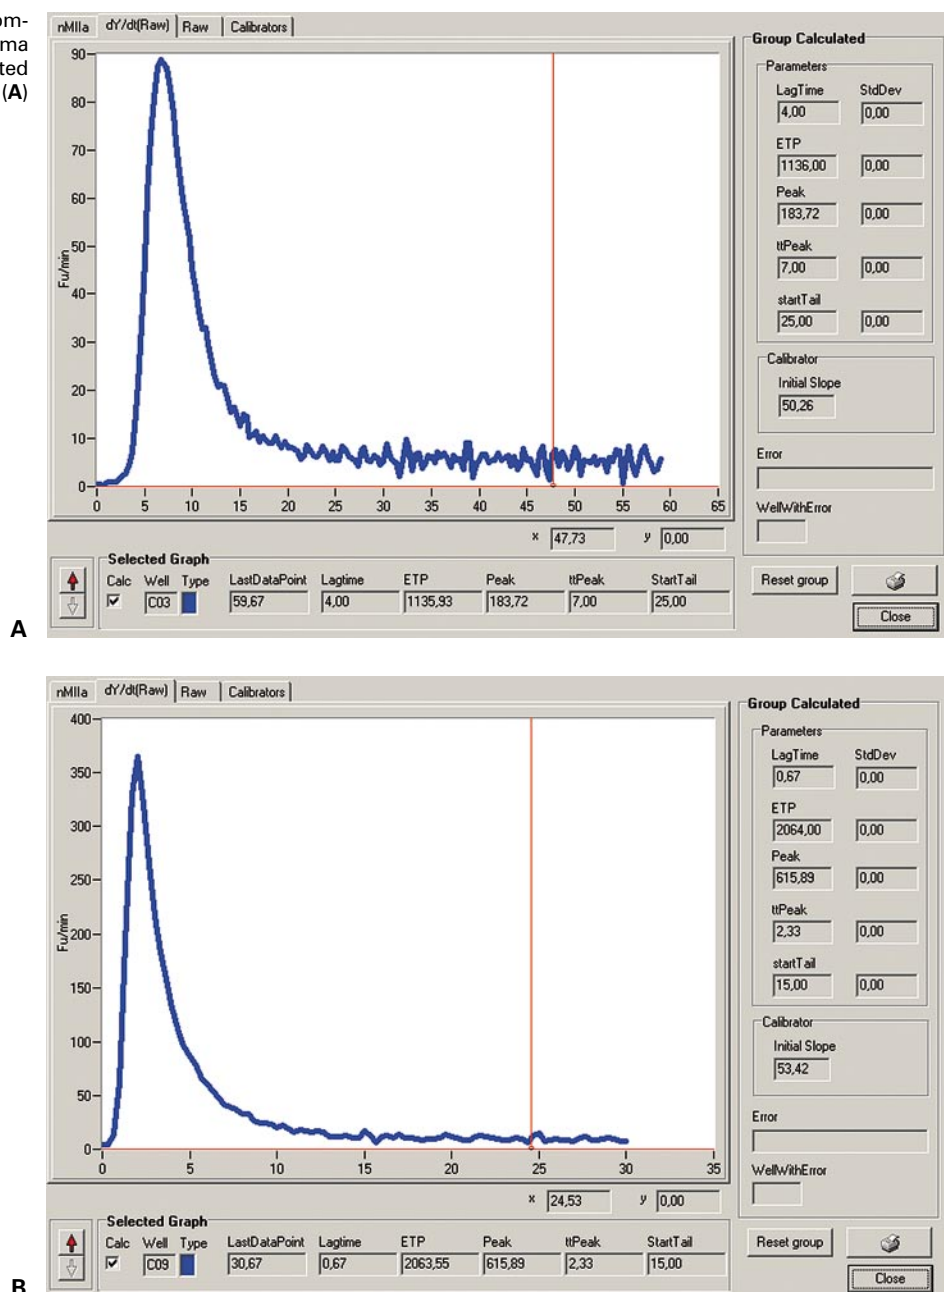 om-
ma
ted
(A)
nMIIa dY/dt(Raw) Raw Calibrators
90
80
70
60
50
40
30
20
10
0
Fu/min
0 5 10 15 20 25 30 35 40 45 50 55 60 65
x 47,73 y 0,00
Group Calculated
Parameters
LagTime StdDev
4,00 0,00
ETP
1136,00 0,00
Peak
183,72 0,00
ttPeak
7,00 0,00
startTail
25,00 0,00
Calibrator
Initial Slope
50,26
Error
WellWithError
Selected Graph
Calc Well Type LastDataPoint Lagtime ETP Peak ttPeak StartTail
C03 59,67 4,00 1135,93 183,72 7,00 25,00
Reset group
Close
A
nMIIa dY/dt(Raw) Raw Calibrators
400
350
300
250
200
150
100
50
0
Fu/min
0 5 10 15 20 25 30 35
x 24,53 y 0,00
Group Calculated
Parameters
LagTime StdDev
0,67 0,00
ETP
2064,00 0,00
Peak
615,89 0,00
ttPeak
2,33 0,00
startTail
15,00 0,00
Calibrator
Initial Slope
53,42
Error
WellWithError
Selected Graph
Calc Well Type LastDataPoint Lagtime ETP Peak ttPeak StartTail
C09 30,67 0,67 2063,55 615,89 2,33 15,00
Reset group
Close
B